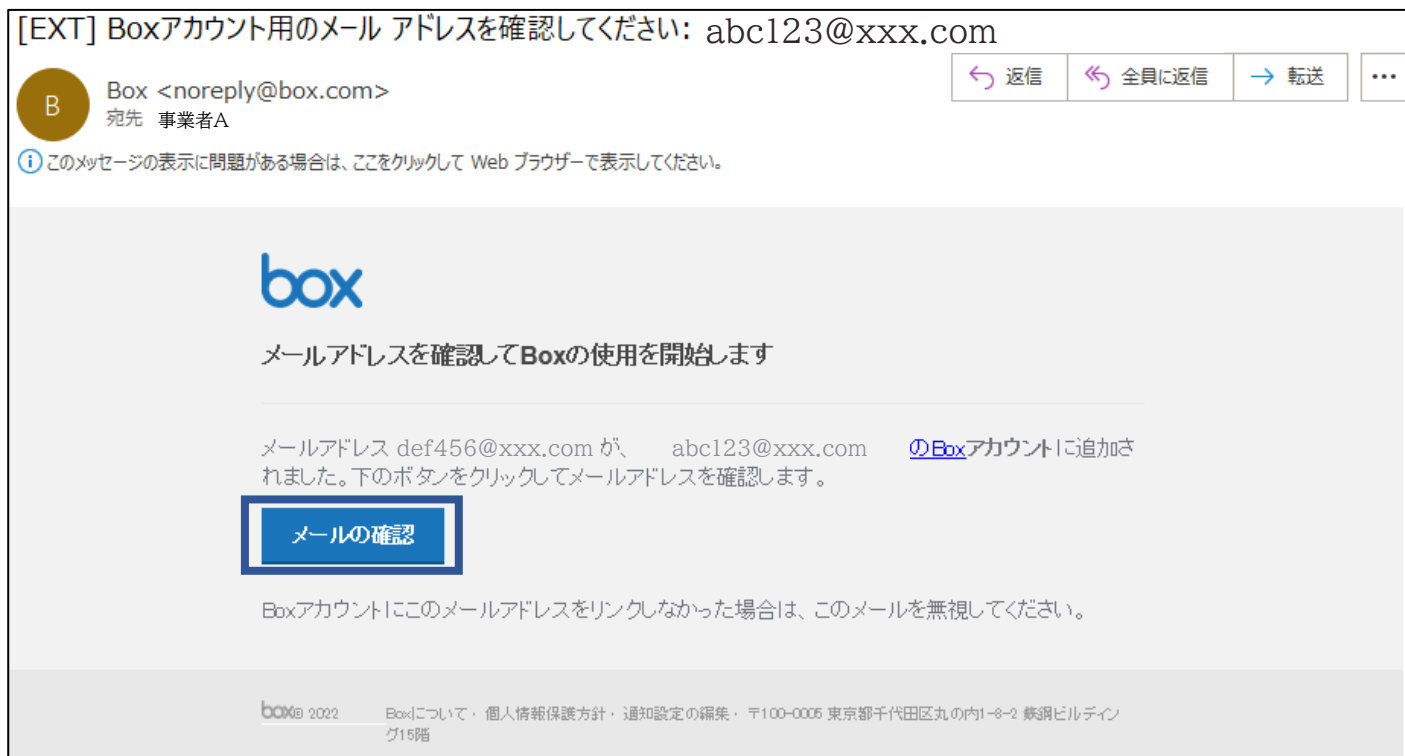 [EXT] Boxアカウント用のメール アドレスを確認してください: abc123@xxx.com
返信 全員に返信 転送 ...
B
Box <noreply@box.com>
宛先 事業者A
このメッセージの表示に問題がある場合は、ここをクリックして Web ブラウザーで表示してください。
box
メールアドレスを確認してBoxの使用を開始します
メールアドレス def456@xxx.com が、 abc123@xxx.com のBoxアカウントに追加さ
れました。下のボタンをクリックしてメールアドレスを確認します。
メールの確認
Boxアカウントにこのメールアドレスをリンクしなかった場合は、このメールを無視してください。
box® 2022 Boxについて・ 個人情報保護方針・ 通知設定の編集・ 〒100-0005 東京都千代田区丸の内1-8-2 鉃鋼ビルディン
グ15階